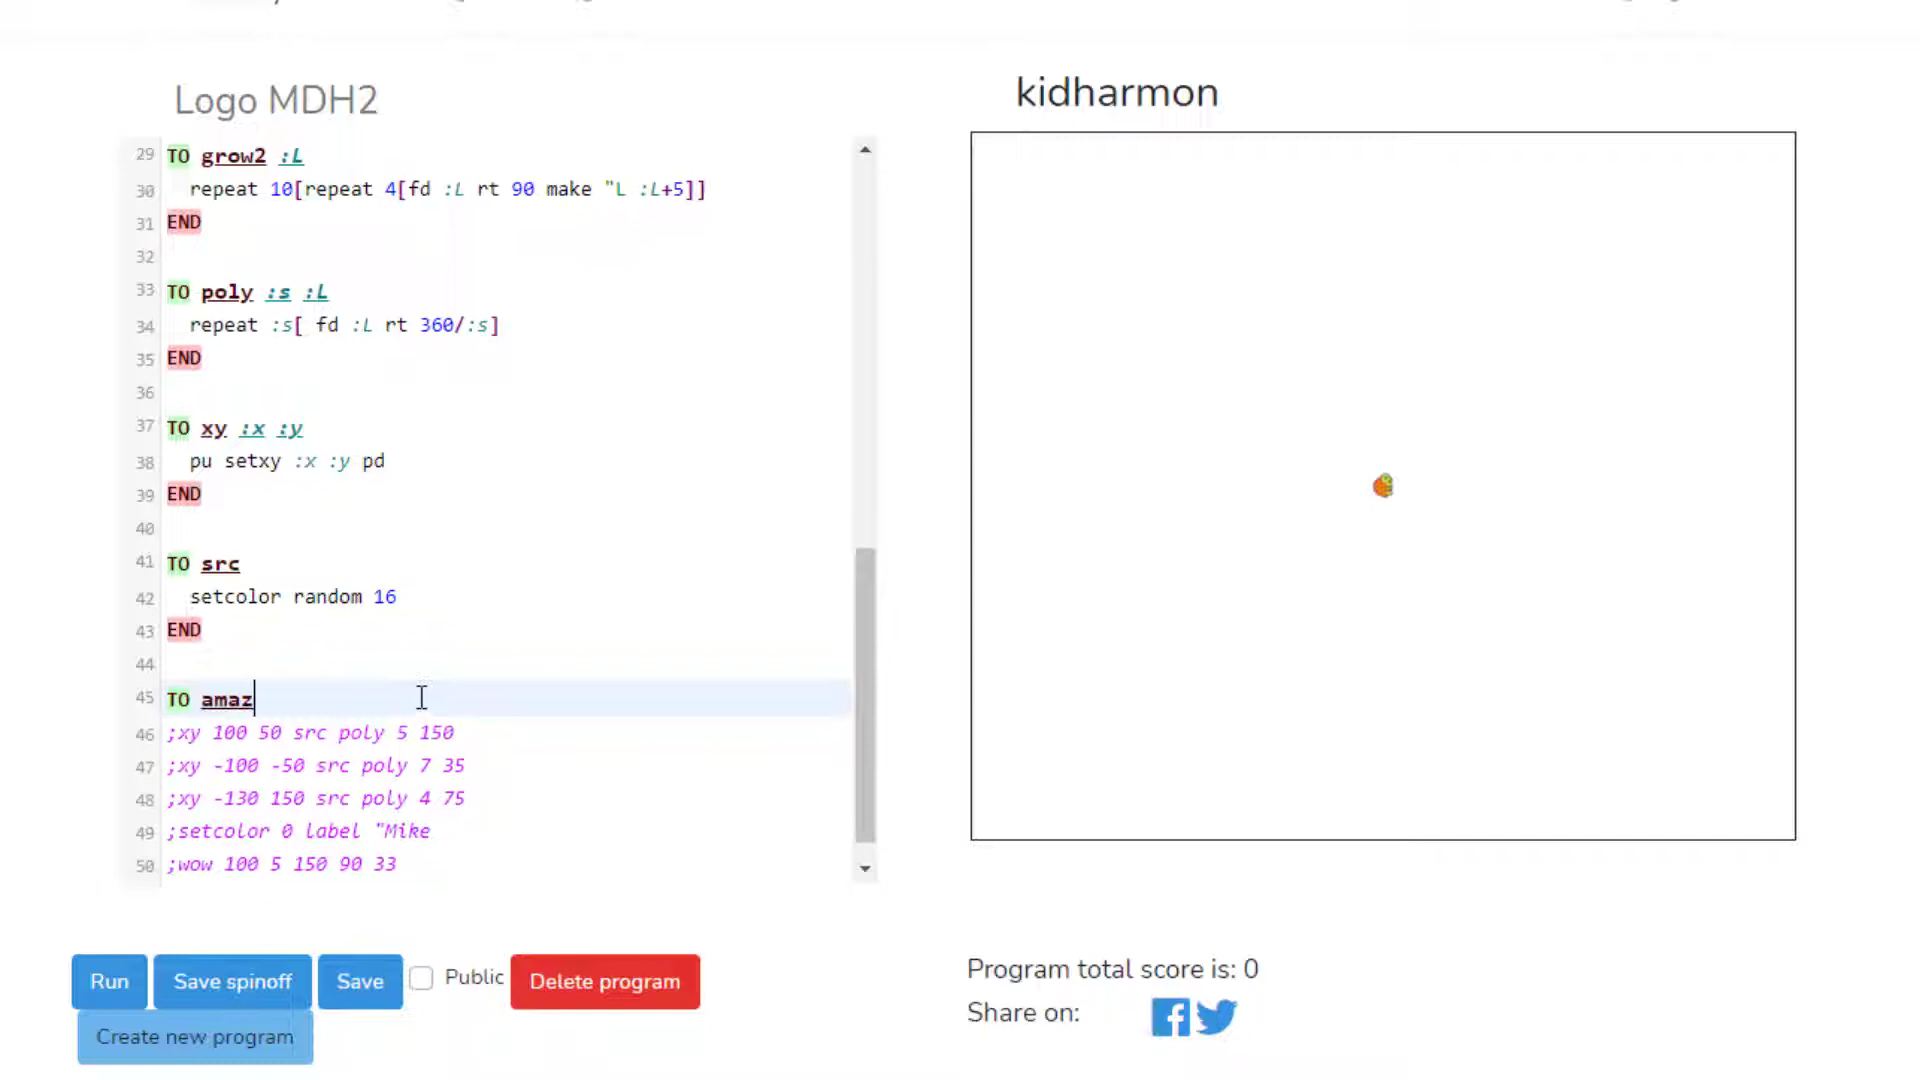 Logo MDH2
kidharmon
29 TO grow2 :L
30 repeat 10[repeat 4[fd :L rt 90 make "L :L+5]]
31 END
32
33 TO poly :s :L
34 repeat :s[ fd :L rt 360/:s]
35 END
36
37 TO xy :x :y
38 pu setxy :x :y pd
39 END
40
41 TO src
42 setcolor random 16
43 END
44
45 TO amaz
46 ;xy 100 50 src poly 5 150
47 ;xy -100 -50 src poly 7 35
48 ;xy -130 150 src poly 4 75
49 ;setcolor 0 label "Mike
50 ;wow 100 5 150 90 33
Run Save spinoff Save Public Delete program
Create new program
Program total score is: 0
Share on: